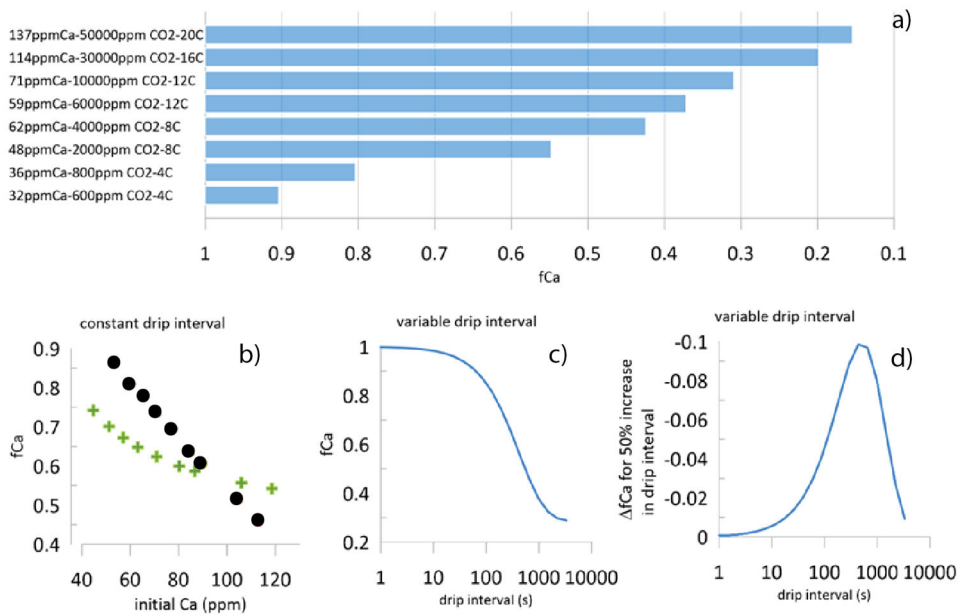 a)
137ppmCa-50000ppm CO2-20C
114ppmCa-30000ppm CO2-16C
71ppmCa-10000ppm CO2-12C
59ppmCa-6000ppm CO2-12C
62ppmCa-4000ppm CO2-8C
48ppmCa-2000ppm CO2-8C
36ppmCa-800ppm CO2-4C
32ppmCa-600ppm CO2-4C
1 0.9 0.8 0.7 0.6 0.5 0.4 0.3 0.2 0.1
fCa
constant drip interval
b)
0.9
0.8
0.7
0.6
0.5
0.4
fCa
40 60 80 100 120
initial Ca (ppm)
variable drip interval
c)
1
0.8
0.6
0.4
0.2
fCa
1 10 100 1000 10000
drip interval (s)
variable drip interval
d)
-0.1
-0.08
-0.06
-0.04
-0.02
0
ΔfCa for 50% increase
in drip interval
1 10 100 1000 10000
drip interval (s)